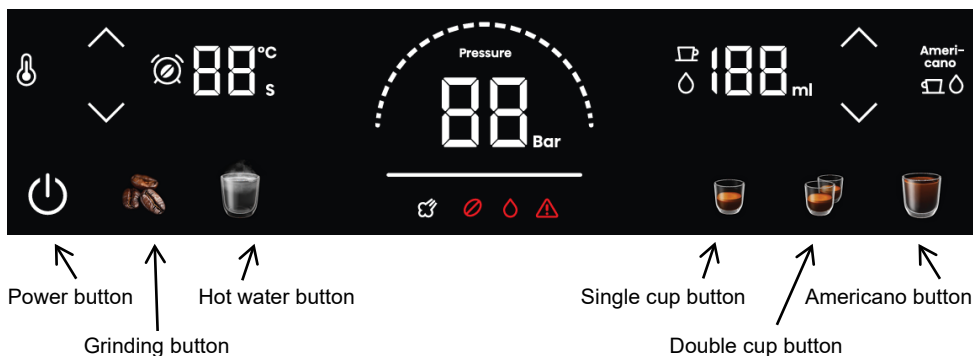 °C
88
s
Pressure
88
Bar
188
ml
Ameri-
cano
Power button
Hot water button
Single cup button
Americano button
Grinding button
Double cup button